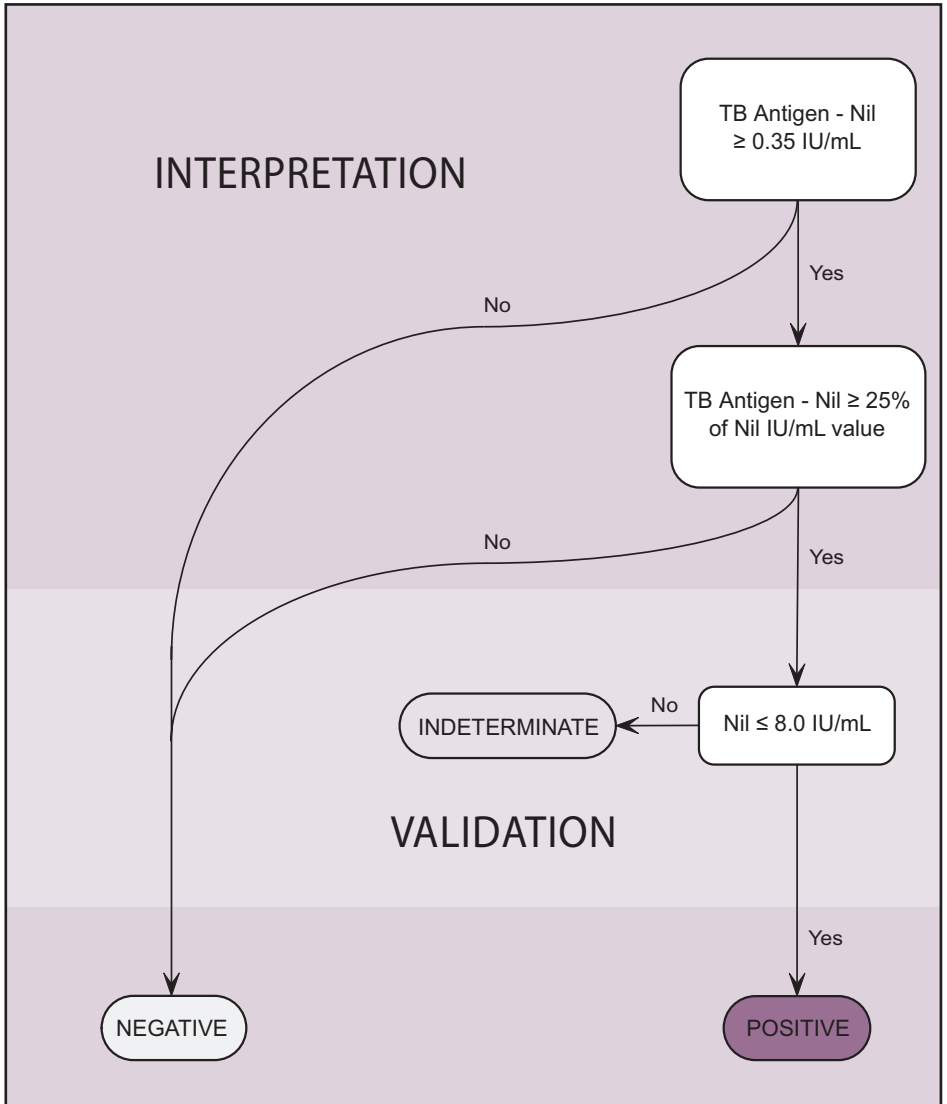 TB Antigen - Nil
≥ 0.35 IU/mL
INTERPRETATION
Yes
No
TB Antigen - Nil ≥ 25%
of Nil IU/mL value
No
Yes
No
Nil ≤ 8.0 IU/mL
INDETERMINATE
VALIDATION
Yes
NEGATIVE
POSITIVE